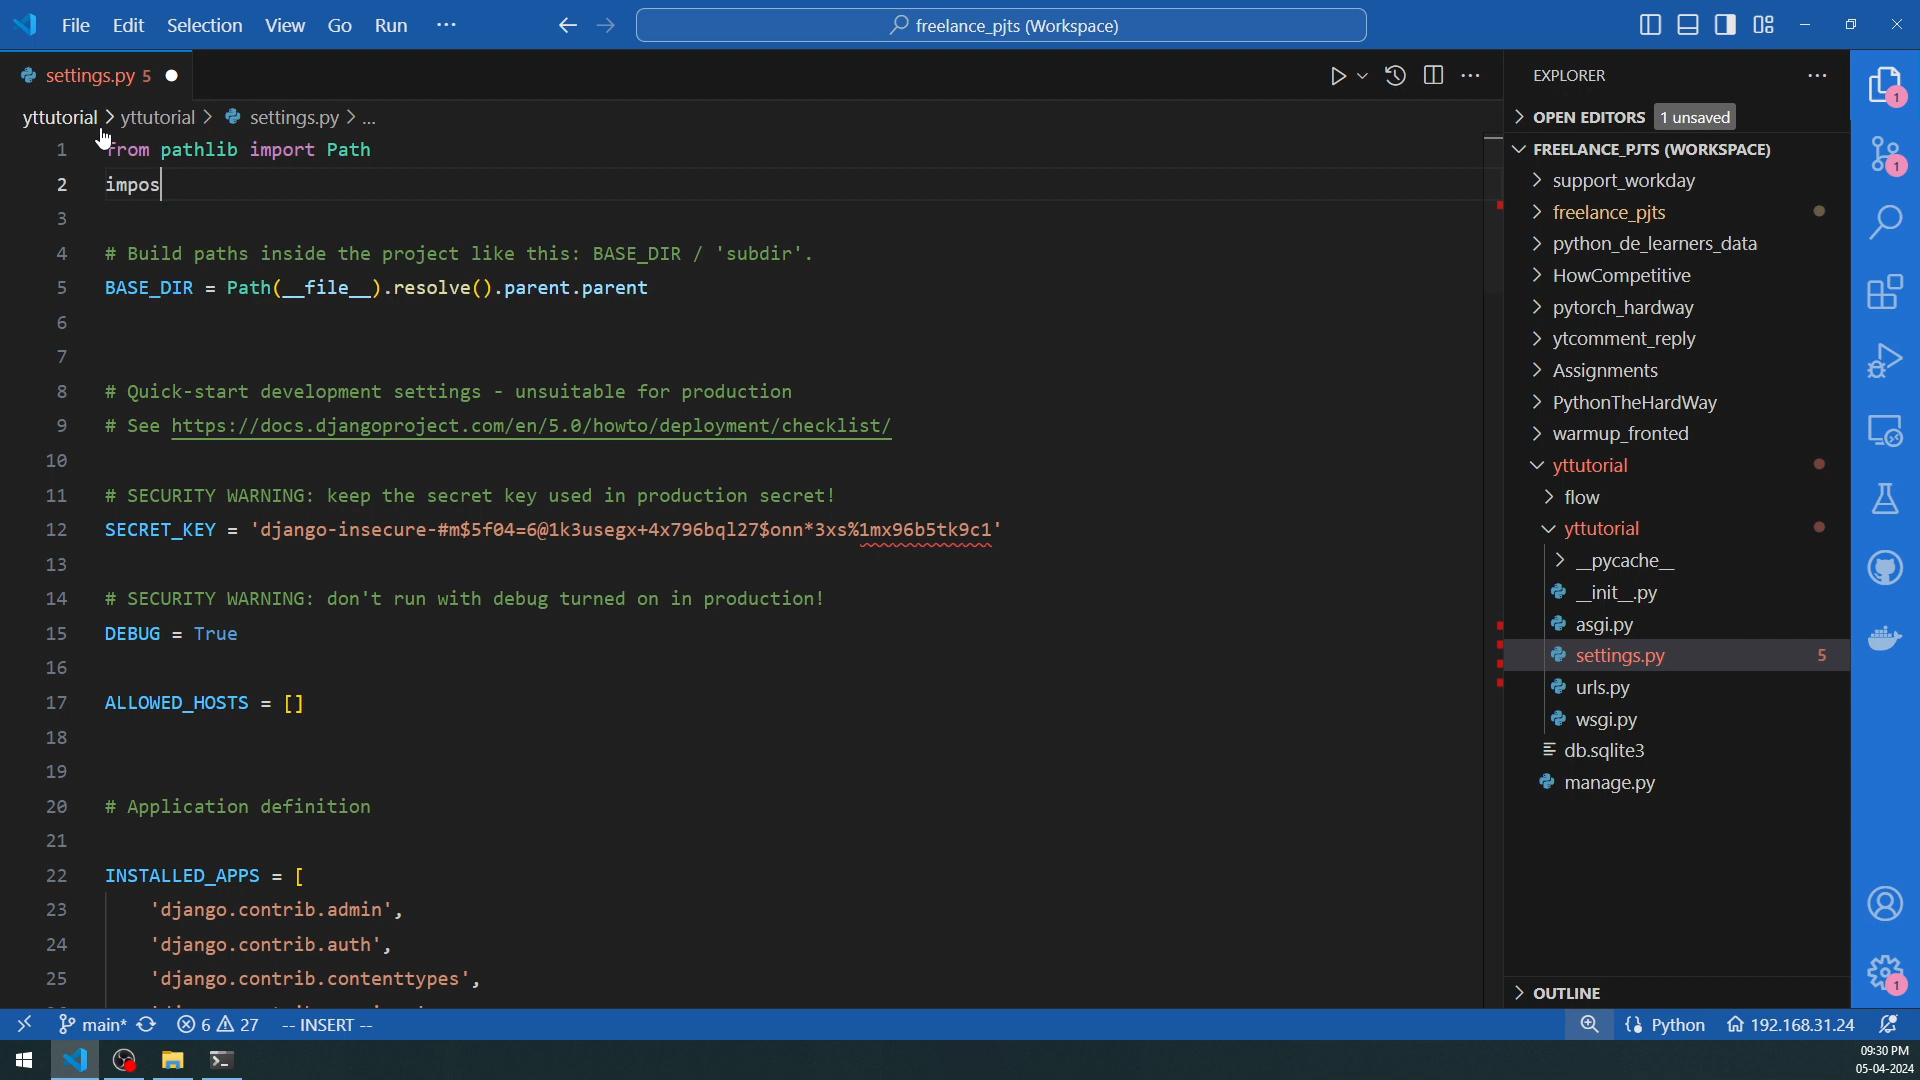 File Edit Selection View Go Run ··· freelance_pjts (Workspace)
settings.py 5
yttutorial > yttutorial > settings.py > ...
1 from pathlib import Path
2 impos
3
4 # Build paths inside the project like this: BASE_DIR / 'subdir'.
5 BASE_DIR = Path(__file__).resolve().parent.parent
6
7
8 # Quick-start development settings - unsuitable for production
9 # See https://docs.djangoproject.com/en/5.0/howto/deployment/checklist/
10
11 # SECURITY WARNING: keep the secret key used in production secret!
12 SECRET_KEY = 'django-insecure-#m$5f04=6@1k3usegx+4x796bql27$onn*3xs%1mx96b5tk9c1'
13
14 # SECURITY WARNING: don't run with debug turned on in production!
15 DEBUG = True
16
17 ALLOWED_HOSTS = []
18
19
20 # Application definition
21
22 INSTALLED_APPS = [
23 'django.contrib.admin',
24 'django.contrib.auth',
25 'django.contrib.contenttypes',
EXPLORER
OPEN EDITORS 1 unsaved
FREELANCE_PJTS (WORKSPACE)
support_workday
freelance_pjts
python_de_learners_data
HowCompetitive
pytorch_hardway
ytcomment_reply
Assignments
PythonTheHardWay
warmup_fronted
yttutorial
flow
yttutorial
__pycache__
__init__.py
asgi.py
settings.py 5
urls.py
wsgi.py
db.sqlite3
manage.py
OUTLINE
1
1
1
main* 6 27 -- INSERT -- Python 192.168.31.24
09:30 PM
05-04-2024